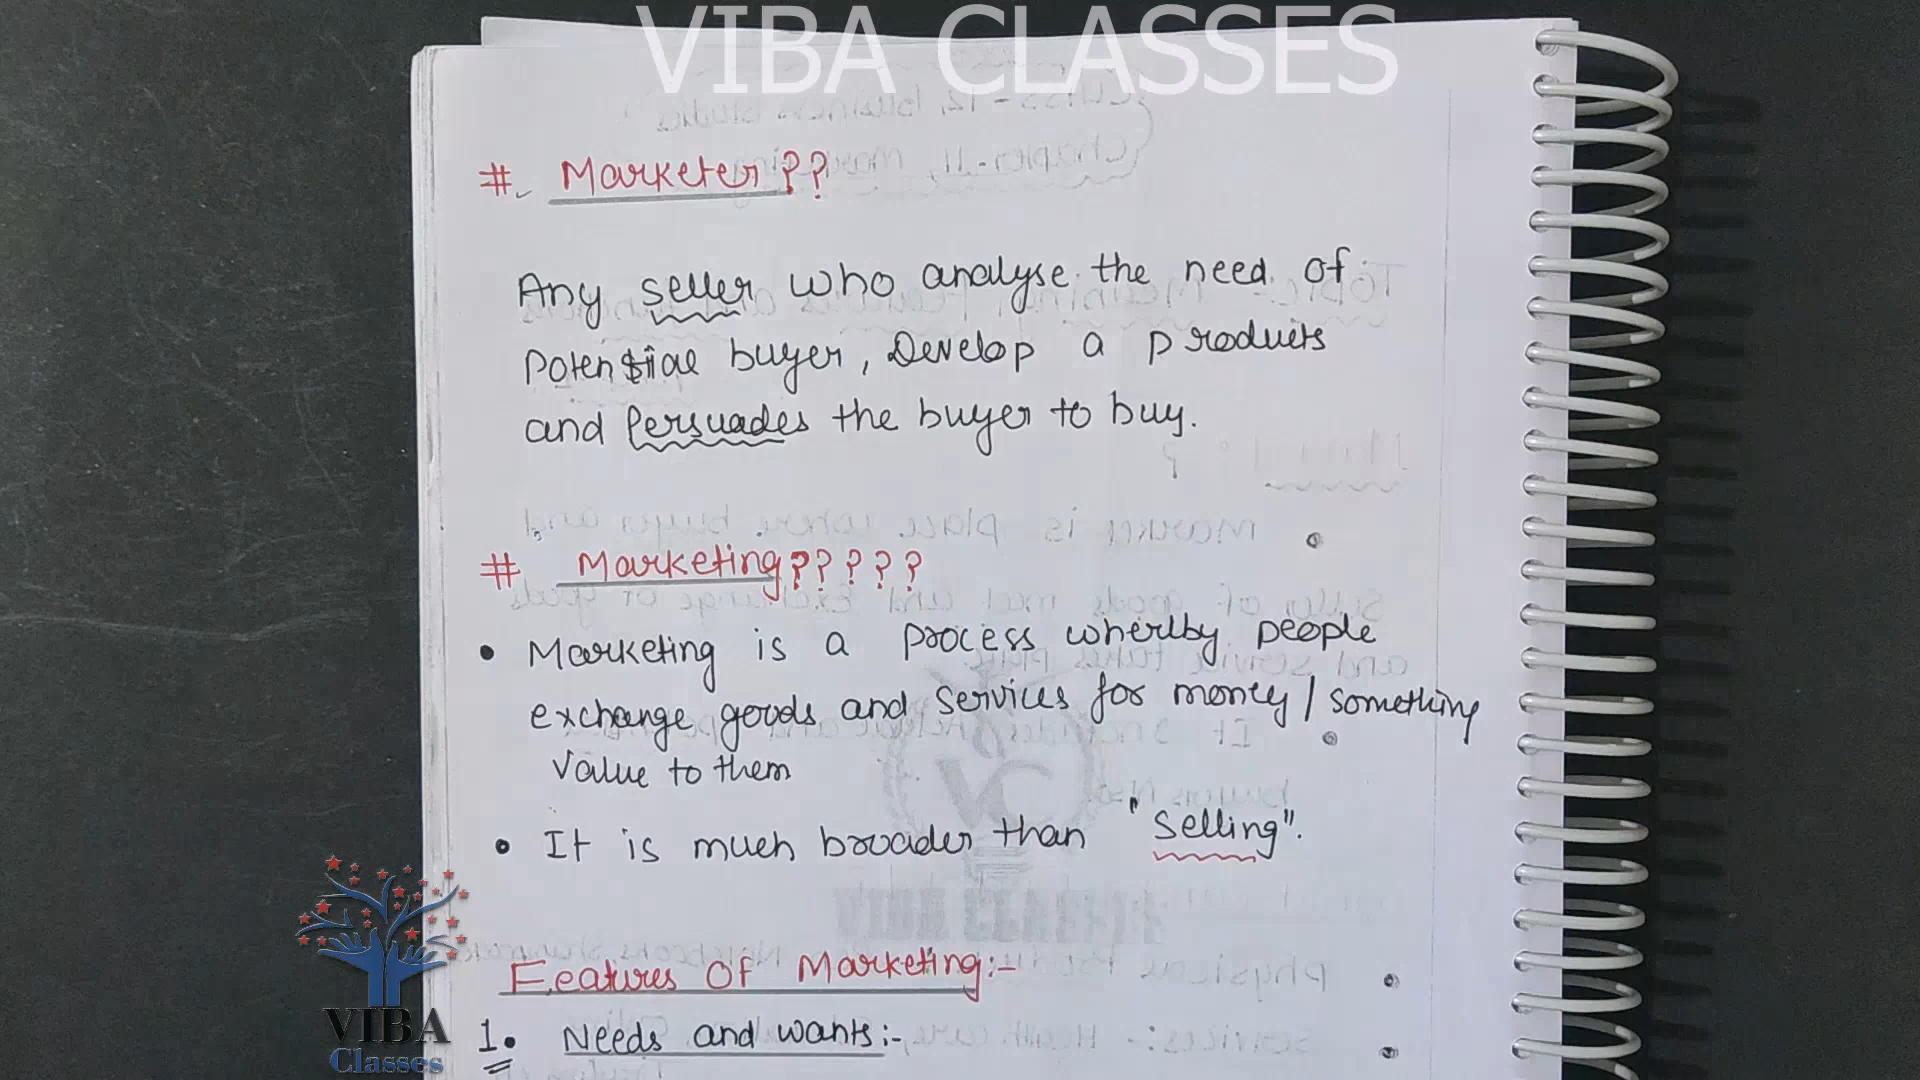 VIBA CLASSES
# Marketer ??
Any seller who analyse the need of
Potenstial buyer, Develop a products
and Persuades the buyer to buy.
# Marketing?????
• Marketing is a process whereby people
exchange goods and services for money / something
value to them
• It is much broader than "Selling".
Features Of Marketing:-
1. Needs and wants:-
VIBA
Classes